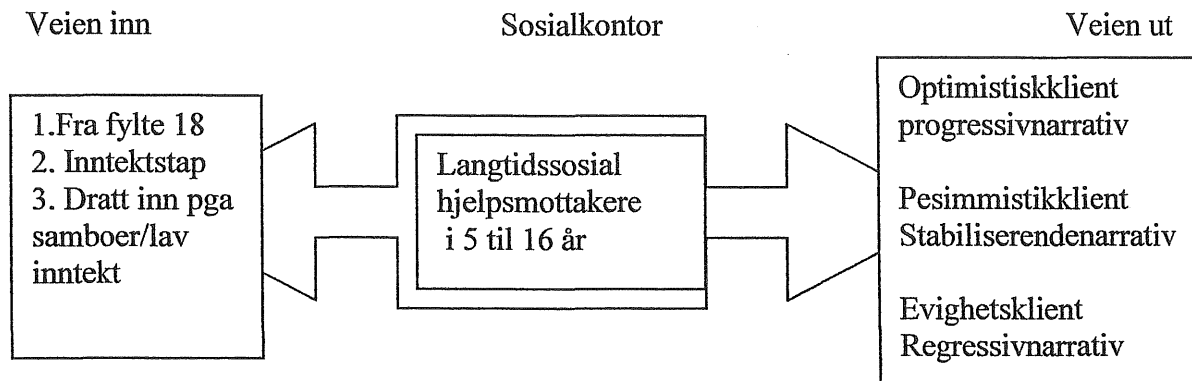 Veien inn
Sosialkontor
Veien ut
1.Fra fylte 18
2. Inntektstap
3. Dratt inn pga
samboer/lav
inntekt
Langtidssosial
hjelpsmottakere
i 5 til 16 år
Optimistiskklient
progressivnarrativ
Pesimmistikklient
Stabiliserendenarrativ
Evighetsklient
Regressivnarrativ